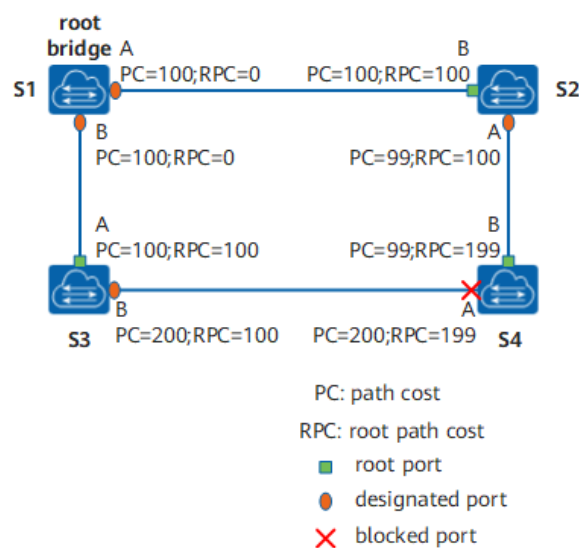 root
bridge
A
B
PC=100;RPC=0
PC=100;RPC=100
S1
S2
B
A
PC=100;RPC=0
PC=99;RPC=100
A
B
PC=100;RPC=100
PC=99;RPC=199
B
A
S3
S4
PC=200;RPC=100
PC=200;RPC=199
PC: path cost
RPC: root path cost
root port
designated port
blocked port